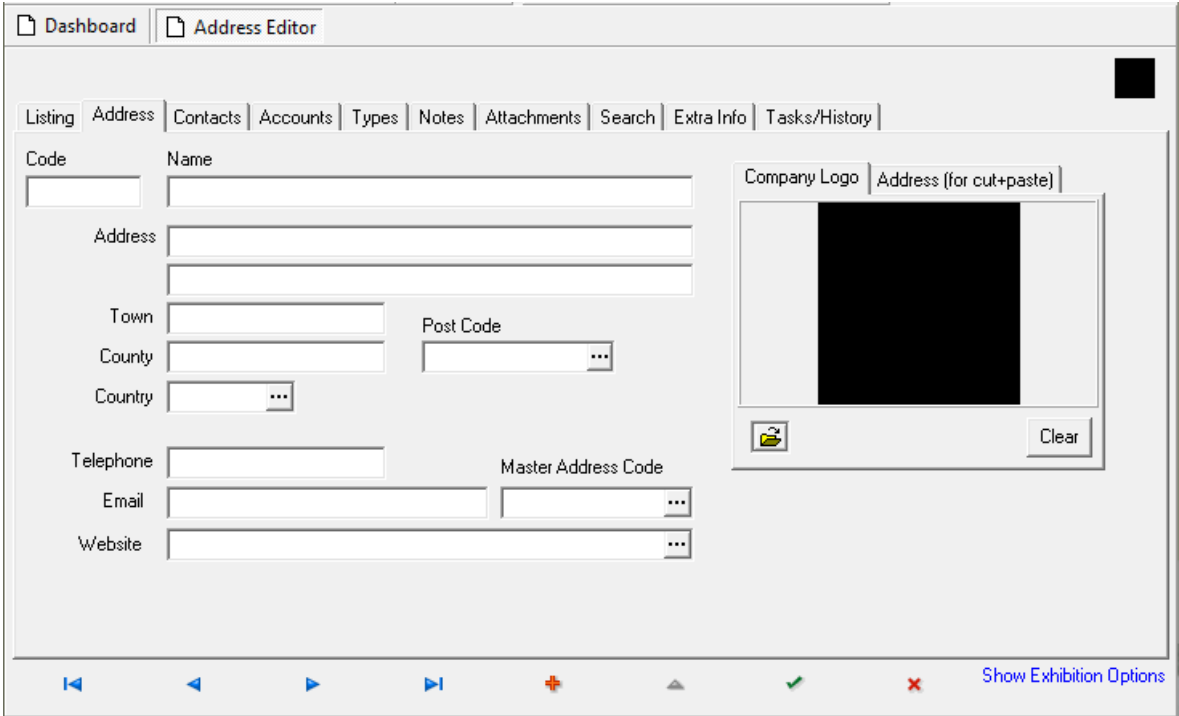 Dashboard
Address Editor
Listing
Address
Contacts
Accounts
Types
Notes
Attachments
Search
Extra Info
Tasks/History
Code
Name
Company Logo
Address (for cut+paste)
Address
Town
Post Code
County
...
Country
...
Clear
Telephone
Master Address Code
Email
...
Website
...
Show Exhibition Options